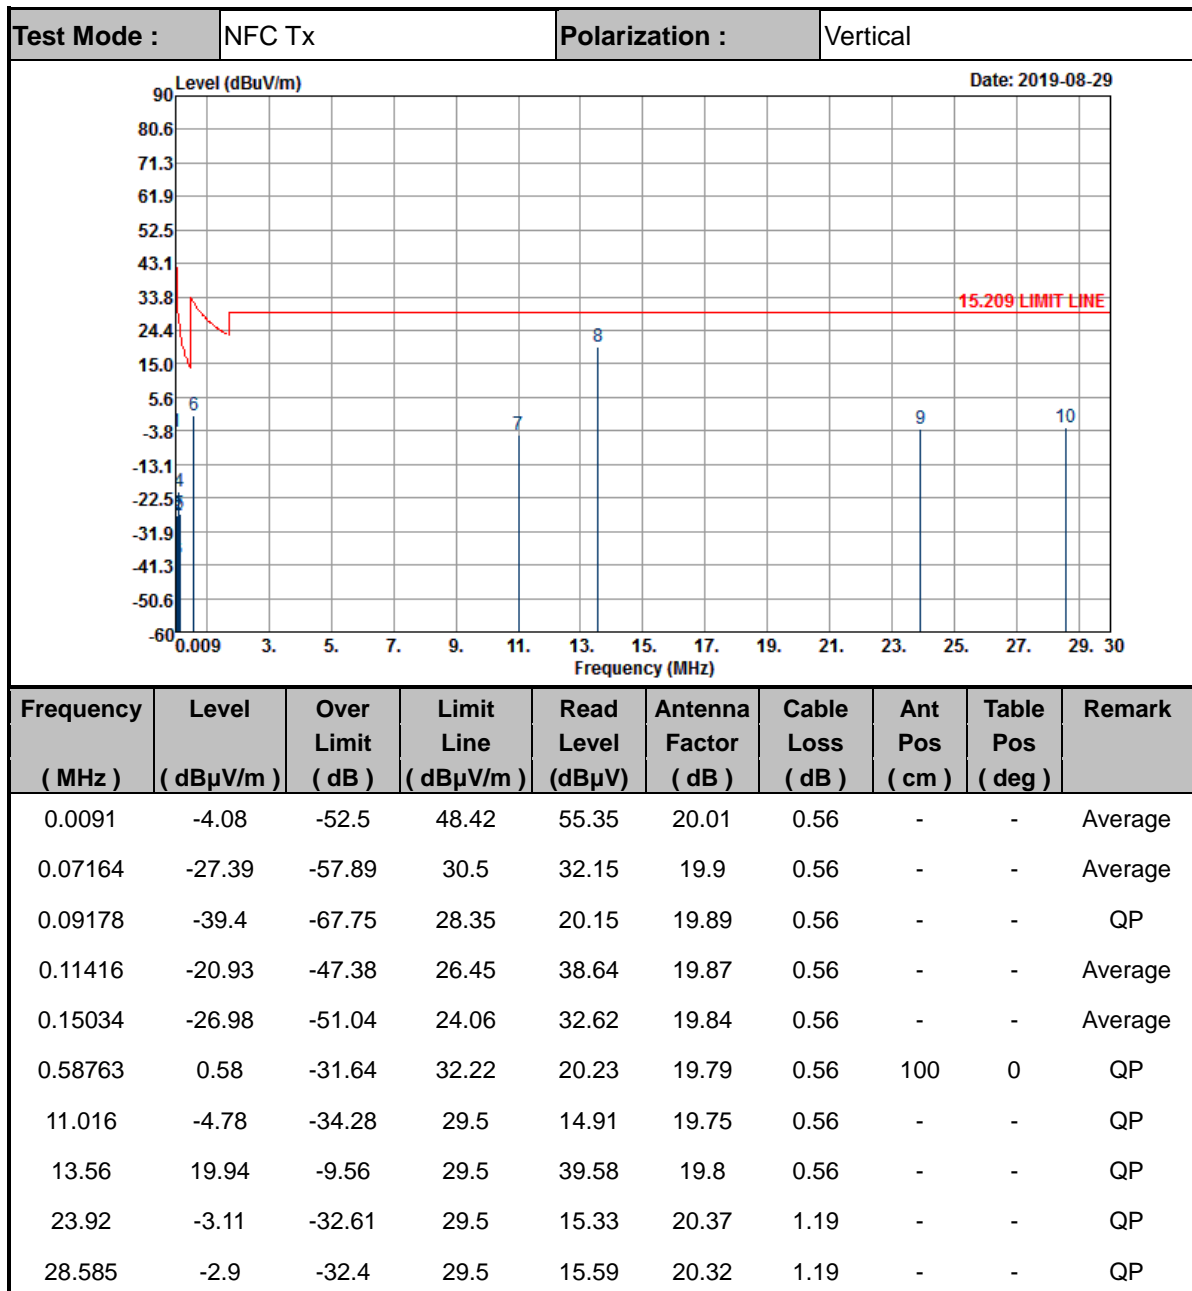 Test Mode : NFC Tx Polarization : Vertical
Level (dBuV/m) Date: 2019-08-29
90
80.6
71.3
61.9
52.5
43.1
33.8
15.209 LIMIT LINE
24.4
8
15.0
5.6
6
-3.8
7
9
10
-13.1
4
-22.5
-31.9
-41.3
-50.6
-60
0.009 3. 5. 7. 9. 11. 13. 15. 17. 19. 21. 23. 25. 27. 29. 30
Frequency (MHz)
Frequency Level Over Limit Read Antenna Cable Ant Table Remark
Limit Line Level Factor Loss Pos Pos
( MHz ) ( dBµV/m ) ( dB ) ( dBµV/m ) (dBµV) ( dB ) ( dB ) ( cm ) ( deg )
0.0091 -4.08 -52.5 48.42 55.35 20.01 0.56 - - Average
0.07164 -27.39 -57.89 30.5 32.15 19.9 0.56 - - Average
0.09178 -39.4 -67.75 28.35 20.15 19.89 0.56 - - QP
0.11416 -20.93 -47.38 26.45 38.64 19.87 0.56 - - Average
0.15034 -26.98 -51.04 24.06 32.62 19.84 0.56 - - Average
0.58763 0.58 -31.64 32.22 20.23 19.79 0.56 100 0 QP
11.016 -4.78 -34.28 29.5 14.91 19.75 0.56 - - QP
13.56 19.94 -9.56 29.5 39.58 19.8 0.56 - - QP
23.92 -3.11 -32.61 29.5 15.33 20.37 1.19 - - QP
28.585 -2.9 -32.4 29.5 15.59 20.32 1.19 - - QP